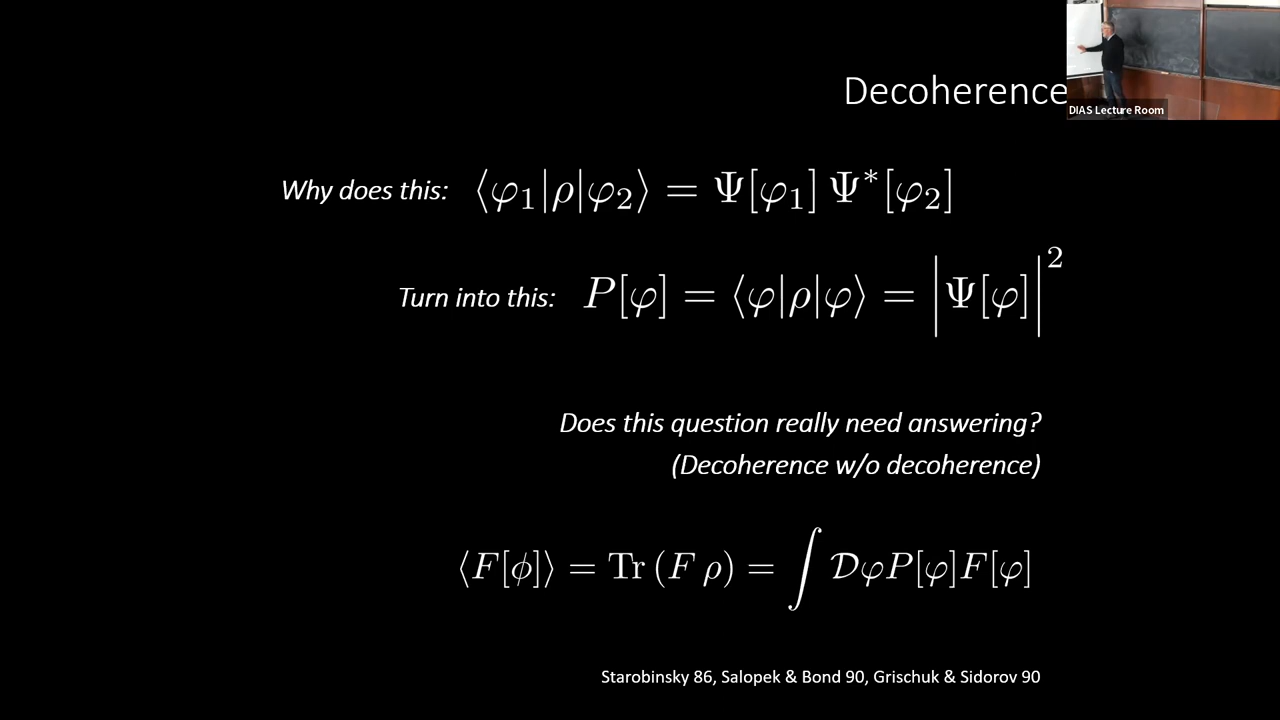 Decoherence
DIAS Lecture Room
Why does this: ⟨φ₁|ρ|φ₂⟩ = Ψ[φ₁] Ψ*[φ₂]
Turn into this: P[φ] = ⟨φ|ρ|φ⟩ = |Ψ[φ]|²
Does this question really need answering?
(Decoherence w/o decoherence)
⟨F[ϕ]⟩ = Tr (F ρ) = ∫ 𝒟φP[φ]F[φ]
Starobinsky 86, Salopek & Bond 90, Grischuk & Sidorov 90